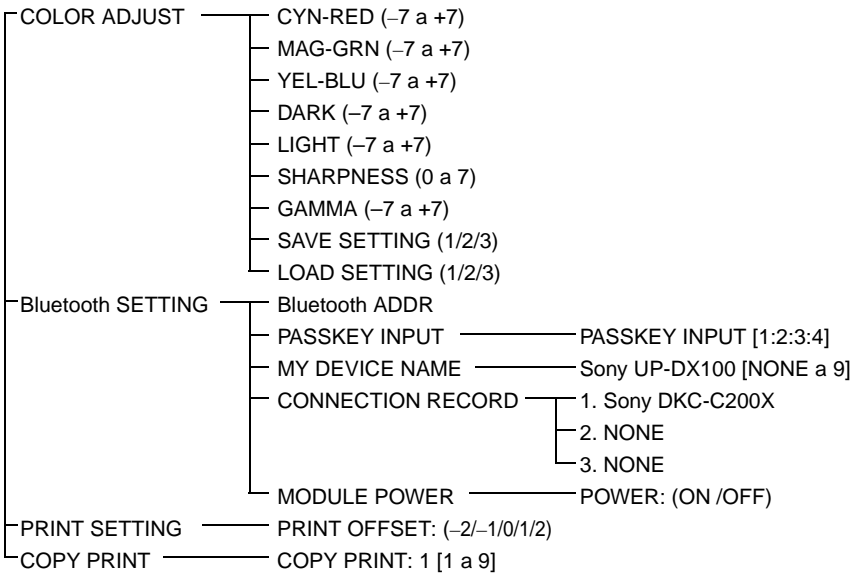 COLOR ADJUST CYN-RED (–7 a +7)
MAG-GRN (–7 a +7)
YEL-BLU (–7 a +7)
DARK (–7 a +7)
LIGHT (–7 a +7)
SHARPNESS (0 a 7)
GAMMA (–7 a +7)
SAVE SETTING (1/2/3)
LOAD SETTING (1/2/3)
Bluetooth SETTING Bluetooth ADDR
PASSKEY INPUT PASSKEY INPUT [1:2:3:4]
MY DEVICE NAME Sony UP-DX100 [NONE a 9]
CONNECTION RECORD 1. Sony DKC-C200X
2. NONE
3. NONE
MODULE POWER POWER: (ON /OFF)
PRINT SETTING PRINT OFFSET: (–2/–1/0/1/2)
COPY PRINT COPY PRINT: 1 [1 a 9]